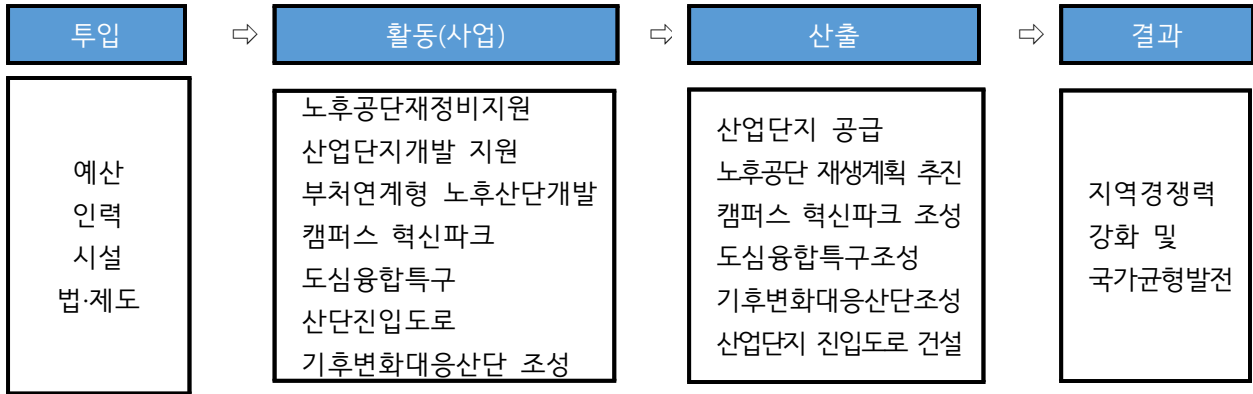 투입 ⇨ 활동(사업) ⇨ 산출 ⇨ 결과
예산
인력
시설
법·제도
노후공단재정비지원
산업단지개발 지원
부처연계형 노후산단개발
캠퍼스 혁신파크
도심융합특구
산단진입도로
기후변화대응산단 조성
산업단지 공급
노후공단 재생계획 추진
캠퍼스 혁신파크 조성
도심융합특구조성
기후변화대응산단조성
산업단지 진입도로 건설
지역경쟁력
강화 및
국가균형발전